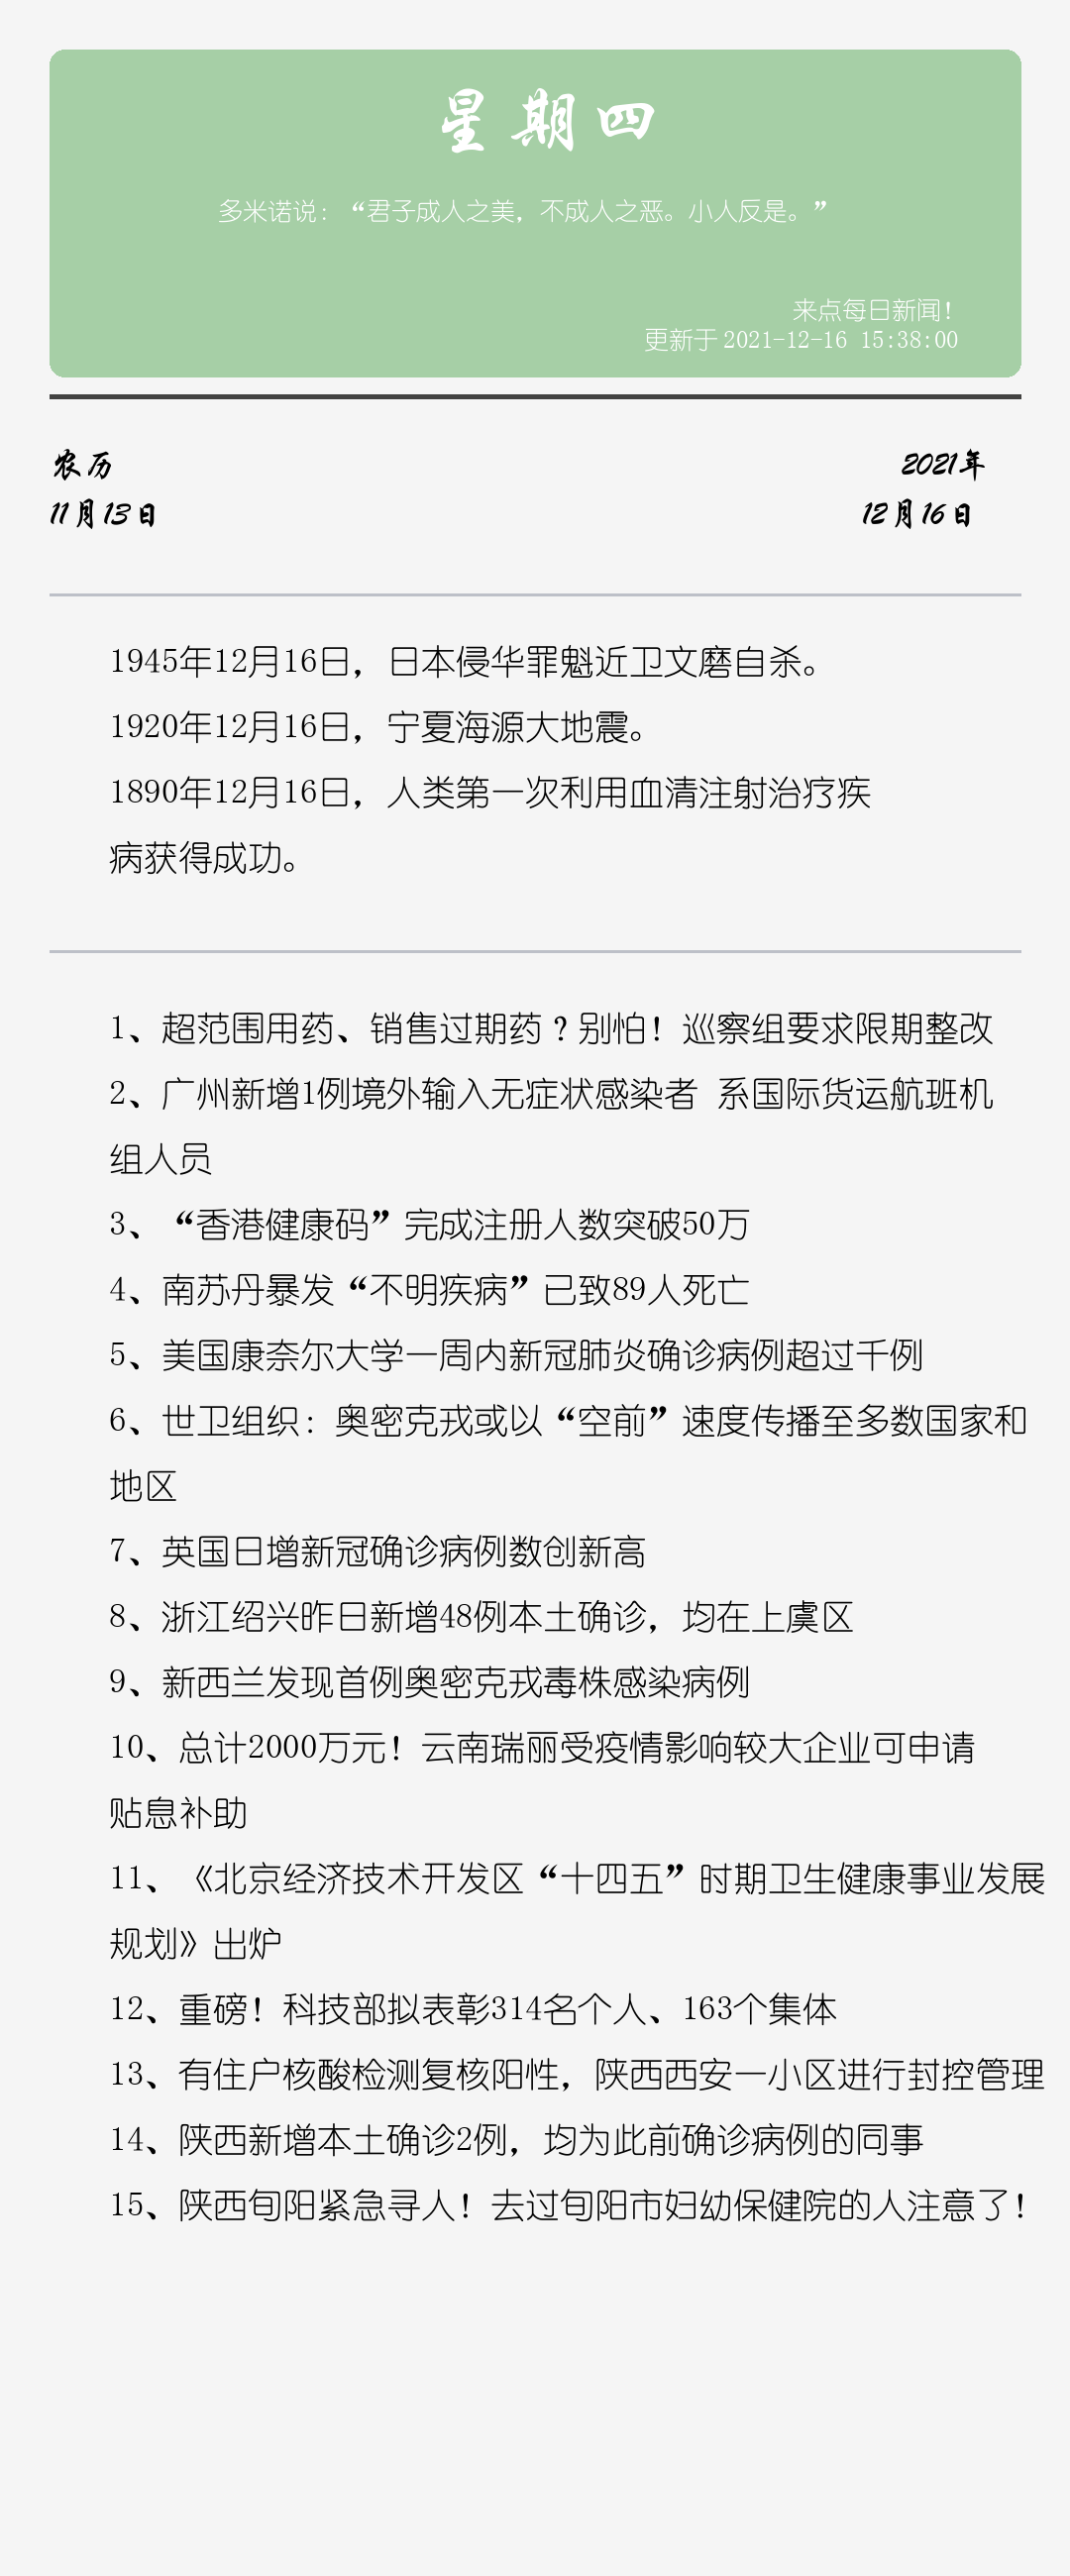 星期四
多米诺说：“君子成人之美，不成人之恶。小人反是。”
来点每日新闻！
更新于 2021-12-16 15:38:00
农历
2021年
11月13日
12月16日
1945年12月16日，日本侵华罪魁近卫文磨自杀。
1920年12月16日，宁夏海源大地震。
1890年12月16日，人类第一次利用血清注射治疗疾
病获得成功。
1、超范围用药、销售过期药？别怕！巡察组要求限期整改
2、广州新增1例境外输入无症状感染者 系国际货运航班机
组人员
3、“香港健康码”完成注册人数突破50万
4、南苏丹暴发“不明疾病”已致89人死亡
5、美国康奈尔大学一周内新冠肺炎确诊病例超过千例
6、世卫组织：奥密克戎或以“空前”速度传播至多数国家和
地区
7、英国日增新冠确诊病例数创新高
8、浙江绍兴昨日新增48例本土确诊，均在上虞区
9、新西兰发现首例奥密克戎毒株感染病例
10、总计2000万元！云南瑞丽受疫情影响较大企业可申请
贴息补助
11、《北京经济技术开发区“十四五”时期卫生健康事业发展
规划》出炉
12、重磅！科技部拟表彰314名个人、163个集体
13、有住户核酸检测复核阳性，陕西西安一小区进行封控管理
14、陕西新增本土确诊2例，均为此前确诊病例的同事
15、陕西旬阳紧急寻人！去过旬阳市妇幼保健院的人注意了！